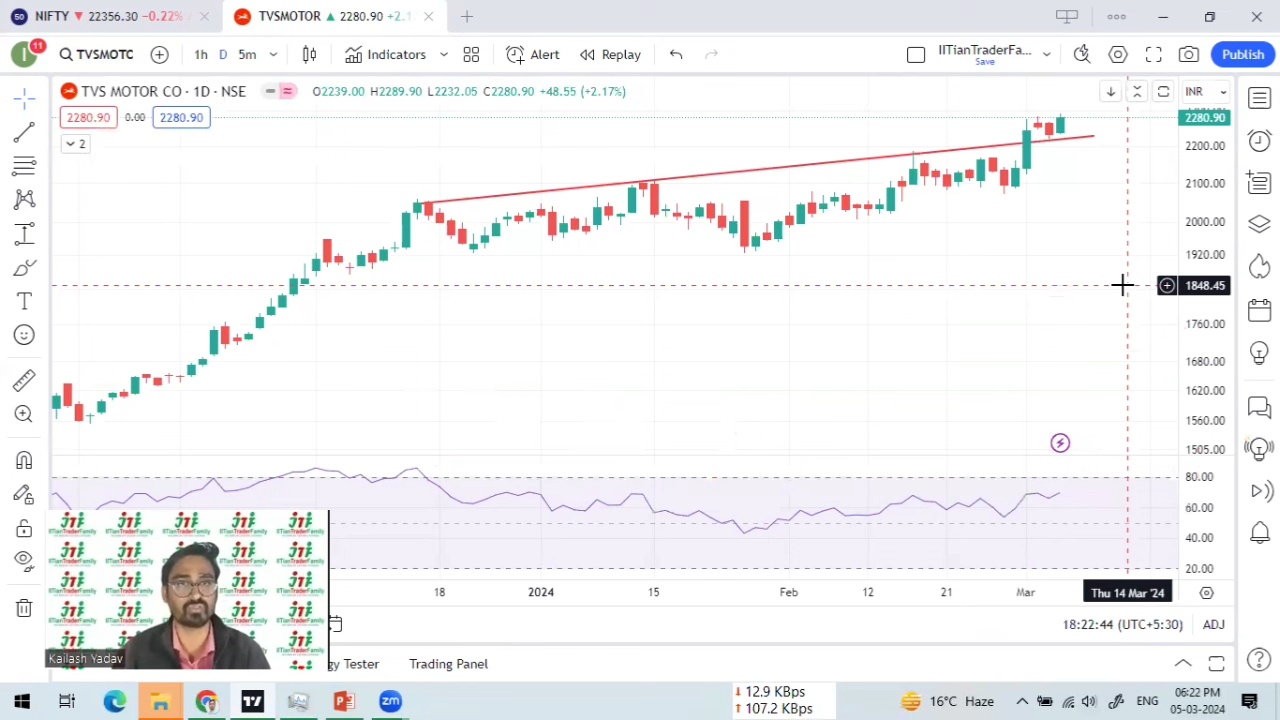 NIFTY ▼ 22356.30 −0.22%
TVSMOTOR ▲ 2280.90 +2.1
11
I
TVSMOTC
1h D 5m
Indicators
Alert
Replay
IITianTraderFa...
Save
Publish
TVS MOTOR CO · 1D · NSE
O2239.00 H2289.90 L2232.05 C2280.90 +48.55 (+2.17%)
INR
2280.90 0.00 2280.90
2280.90
2
2200.00
2100.00
2000.00
1920.00
1848.45
1760.00
1680.00
1620.00
1560.00
1505.00
80.00
60.00
40.00
20.00
18 2024 15 Feb 12 21 Mar
Thu 14 Mar '24
18:22:44 (UTC+5:30) ADJ
IITianTraderFamily
Kailash Yadav
gy Tester
Trading Panel
zm
12.9 KBps
107.2 KBps
16°C Haze
ENG
06:22 PM
05-03-2024